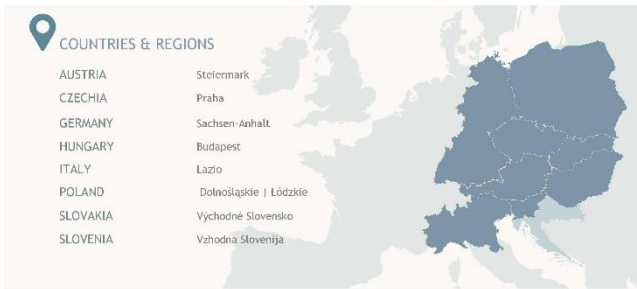 COUNTRIES & REGIONS
AUSTRIA Steiermark
CZECHIA Praha
GERMANY Sachsen-Anhalt
HUNGARY Budapest
ITALY Lazio
POLAND Dolnośląskie | Łódzkie
SLOVAKIA Východné Slovensko
SLOVENIA Vzhodna Slovenija